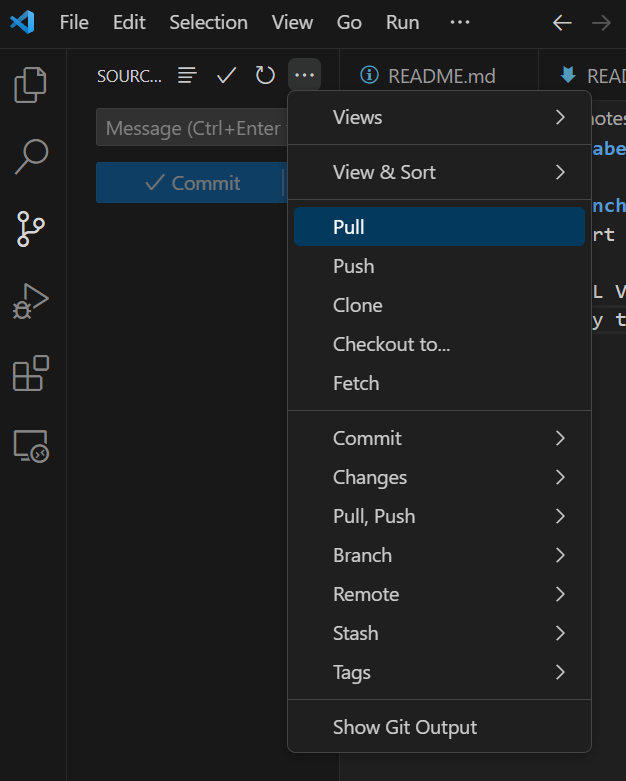 File Edit Selection View Go Run ...
SOURC... README.md READ
Message (Ctrl+Enter
Commit
Views
View & Sort
Pull
Push
Clone
Checkout to...
Fetch
Commit
Changes
Pull, Push
Branch
Remote
Stash
Tags
Show Git Output
notes
abe
nch
rt
L V
y t